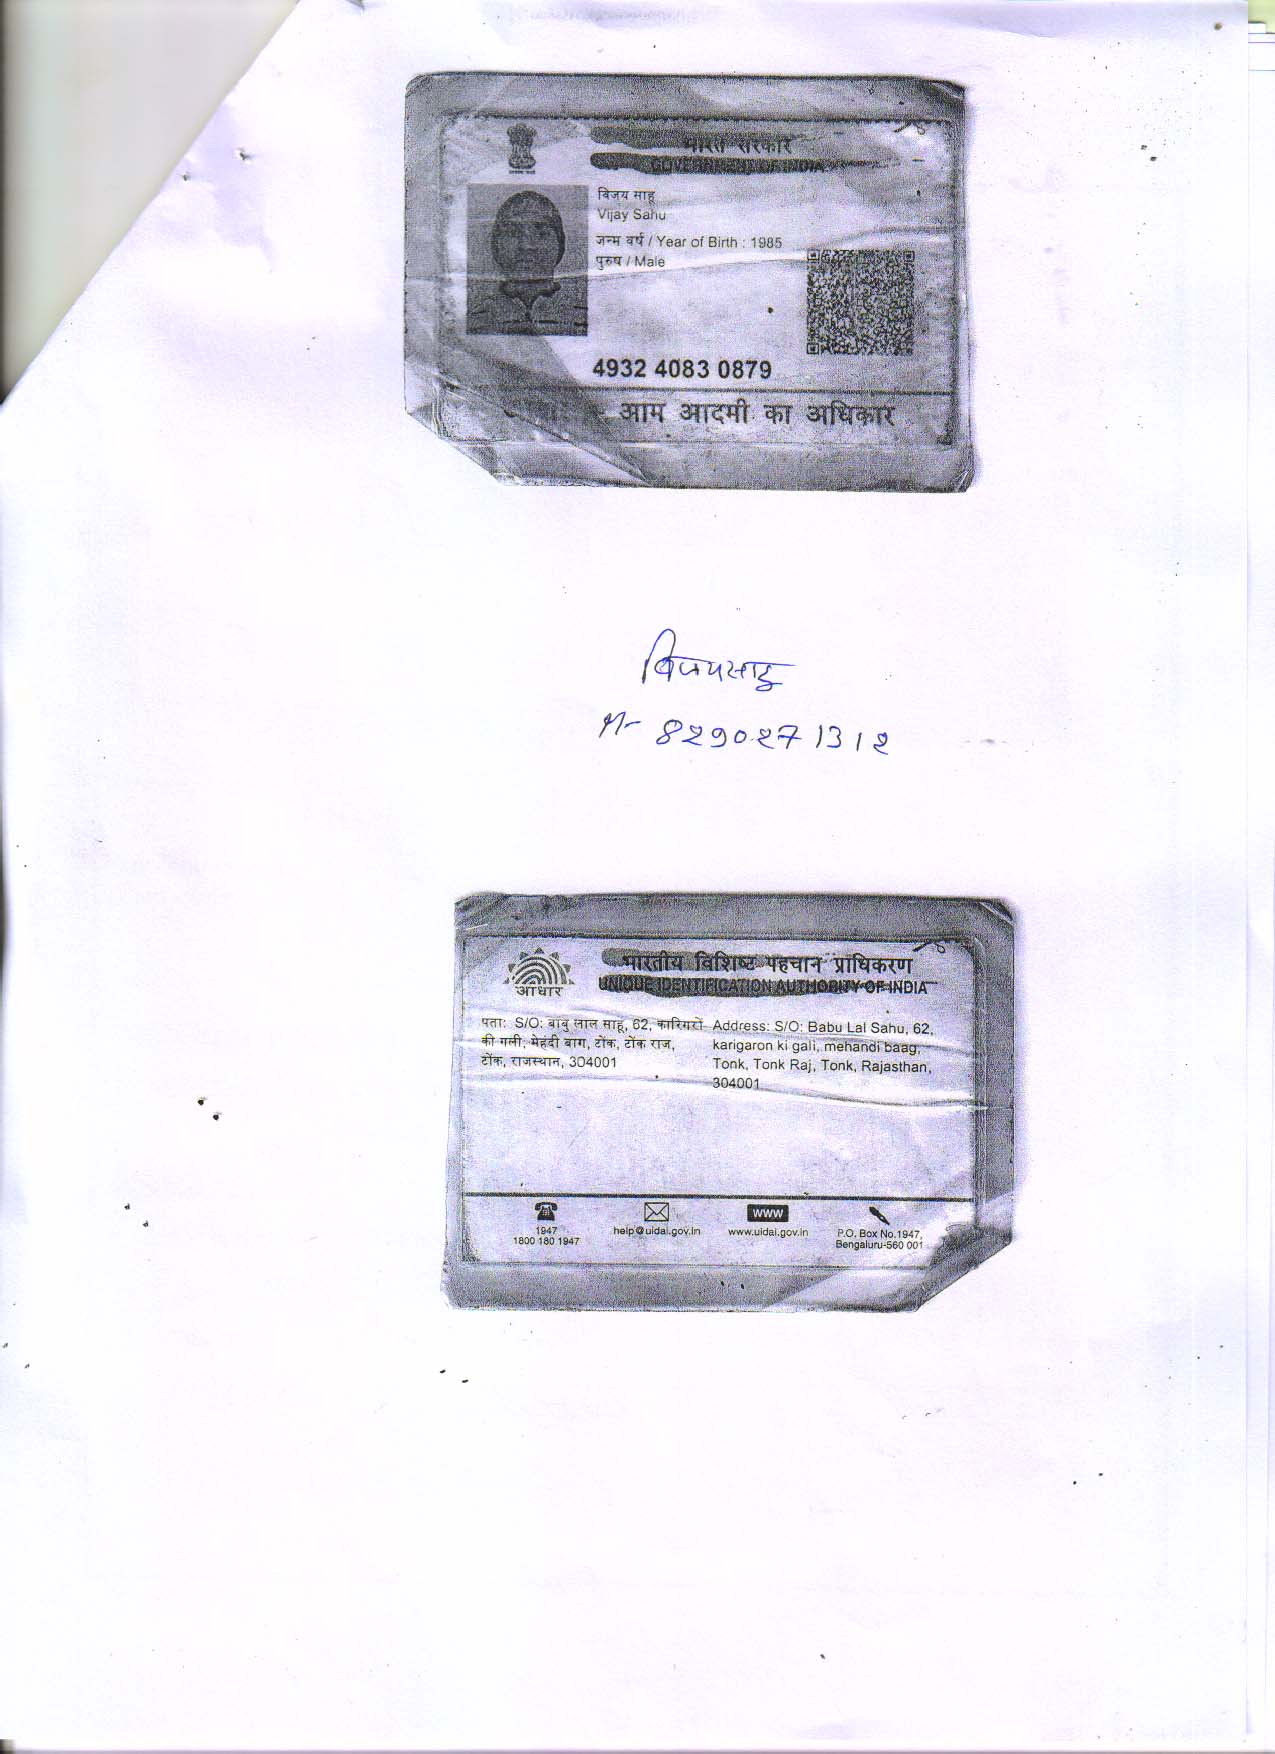 भारत सरकार
GOVERNMENT OF INDIA
बिजय साहू
Vijay Sahu
जन्म वर्ष / Year of Birth : 1985
पुरुष / Male
4932 4083 0879
आम आदमी का अधिकार
बिजयसाहु
M- 8290271312
भारतीय विशिष्ट पहचान प्राधिकरण
UNIQUE IDENTIFICATION AUTHORITY OF INDIA
आधार
पता: S/O: बाबु लाल साहू, 62, कारिगरों
की गली, मेहंदी बाग, टोंक, टोंक राज,
टोंक, राजस्थान, 304001
Address: S/O: Babu Lal Sahu, 62,
karigaron ki gali, mehandi baag,
Tonk, Tonk Raj, Tonk, Rajasthan,
304001
1947
1800 180 1947
help@uidai.gov.in
WWW
www.uidai.gov.in
P.O. Box No.1947,
Bengaluru-560 001